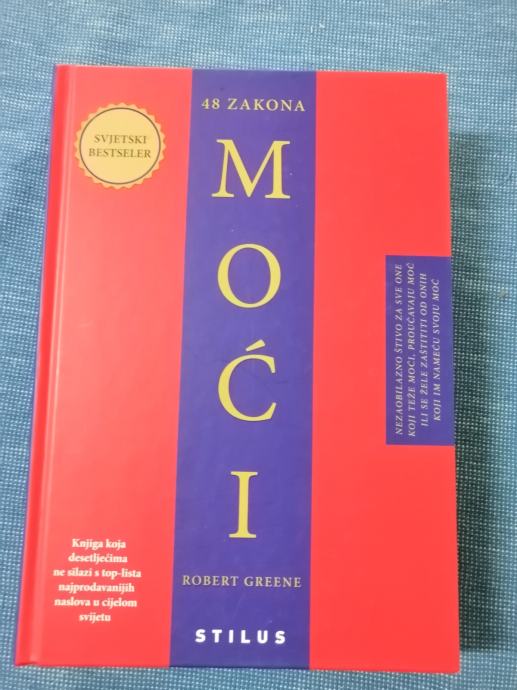 48 ZAKONA
SVJETSKI
BESTSELER
M
O
Ć
I
NEZAOBILAZNO ŠTIVO ZA SVE ONE
KOJI TEŽE MOĆI, PROUČAVAJU MOĆ
ILI SE ŽELE ZAŠTITITI OD ONIH
KOJI IM NAMEĆU SVOJU MOĆ
Knjiga koja
desetljećima
ne silazi s top-lista
najprodavanijih
naslova u cijelom
svijetu
ROBERT GREENE
STILUS